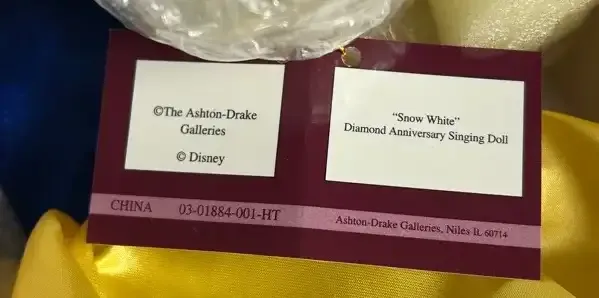 ©The Ashton-Drake
Galleries
© Disney
CHINA 03-01884-001-HT
“Snow White”
Diamond Anniversary Singing Doll
Ashton-Drake Galleries, Niles IL 60714